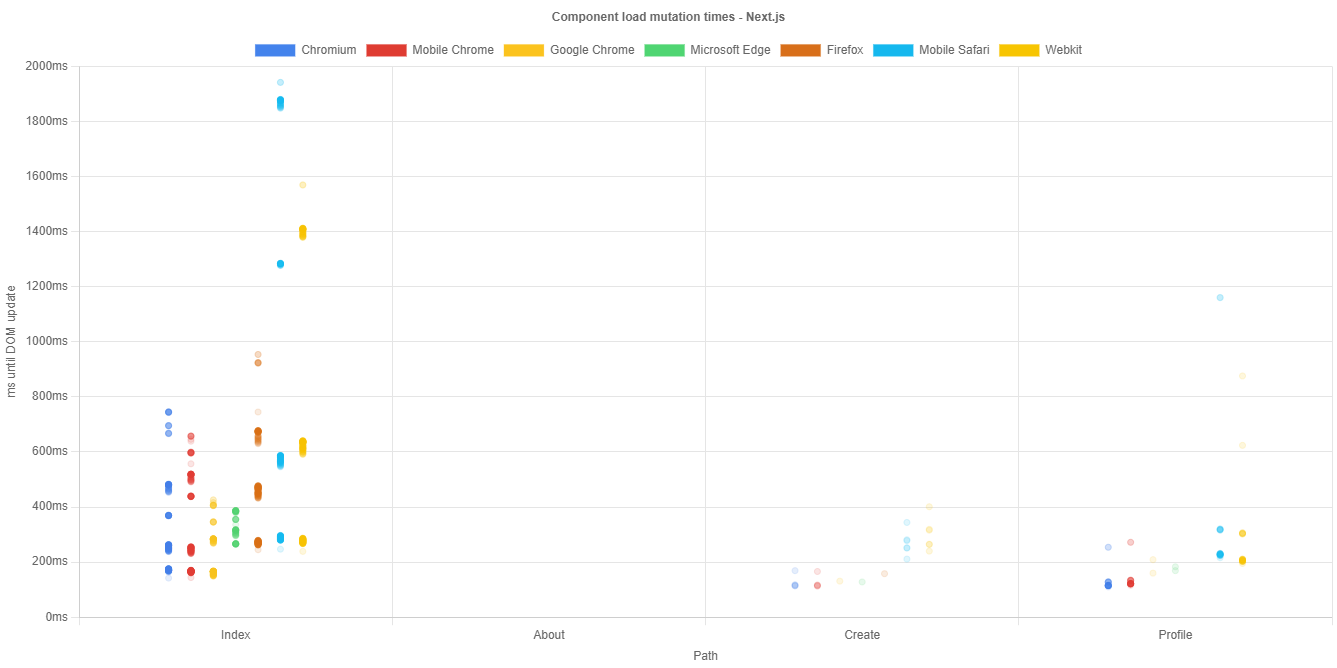 Component load mutation times - Next.js
Chromium Mobile Chrome Google Chrome Microsoft Edge Firefox Mobile Safari Webkit
2000ms
1800ms
1600ms
1400ms
1200ms
1000ms
800ms
600ms
400ms
200ms
0ms
ms until DOM update
Index About Create Profile
Path